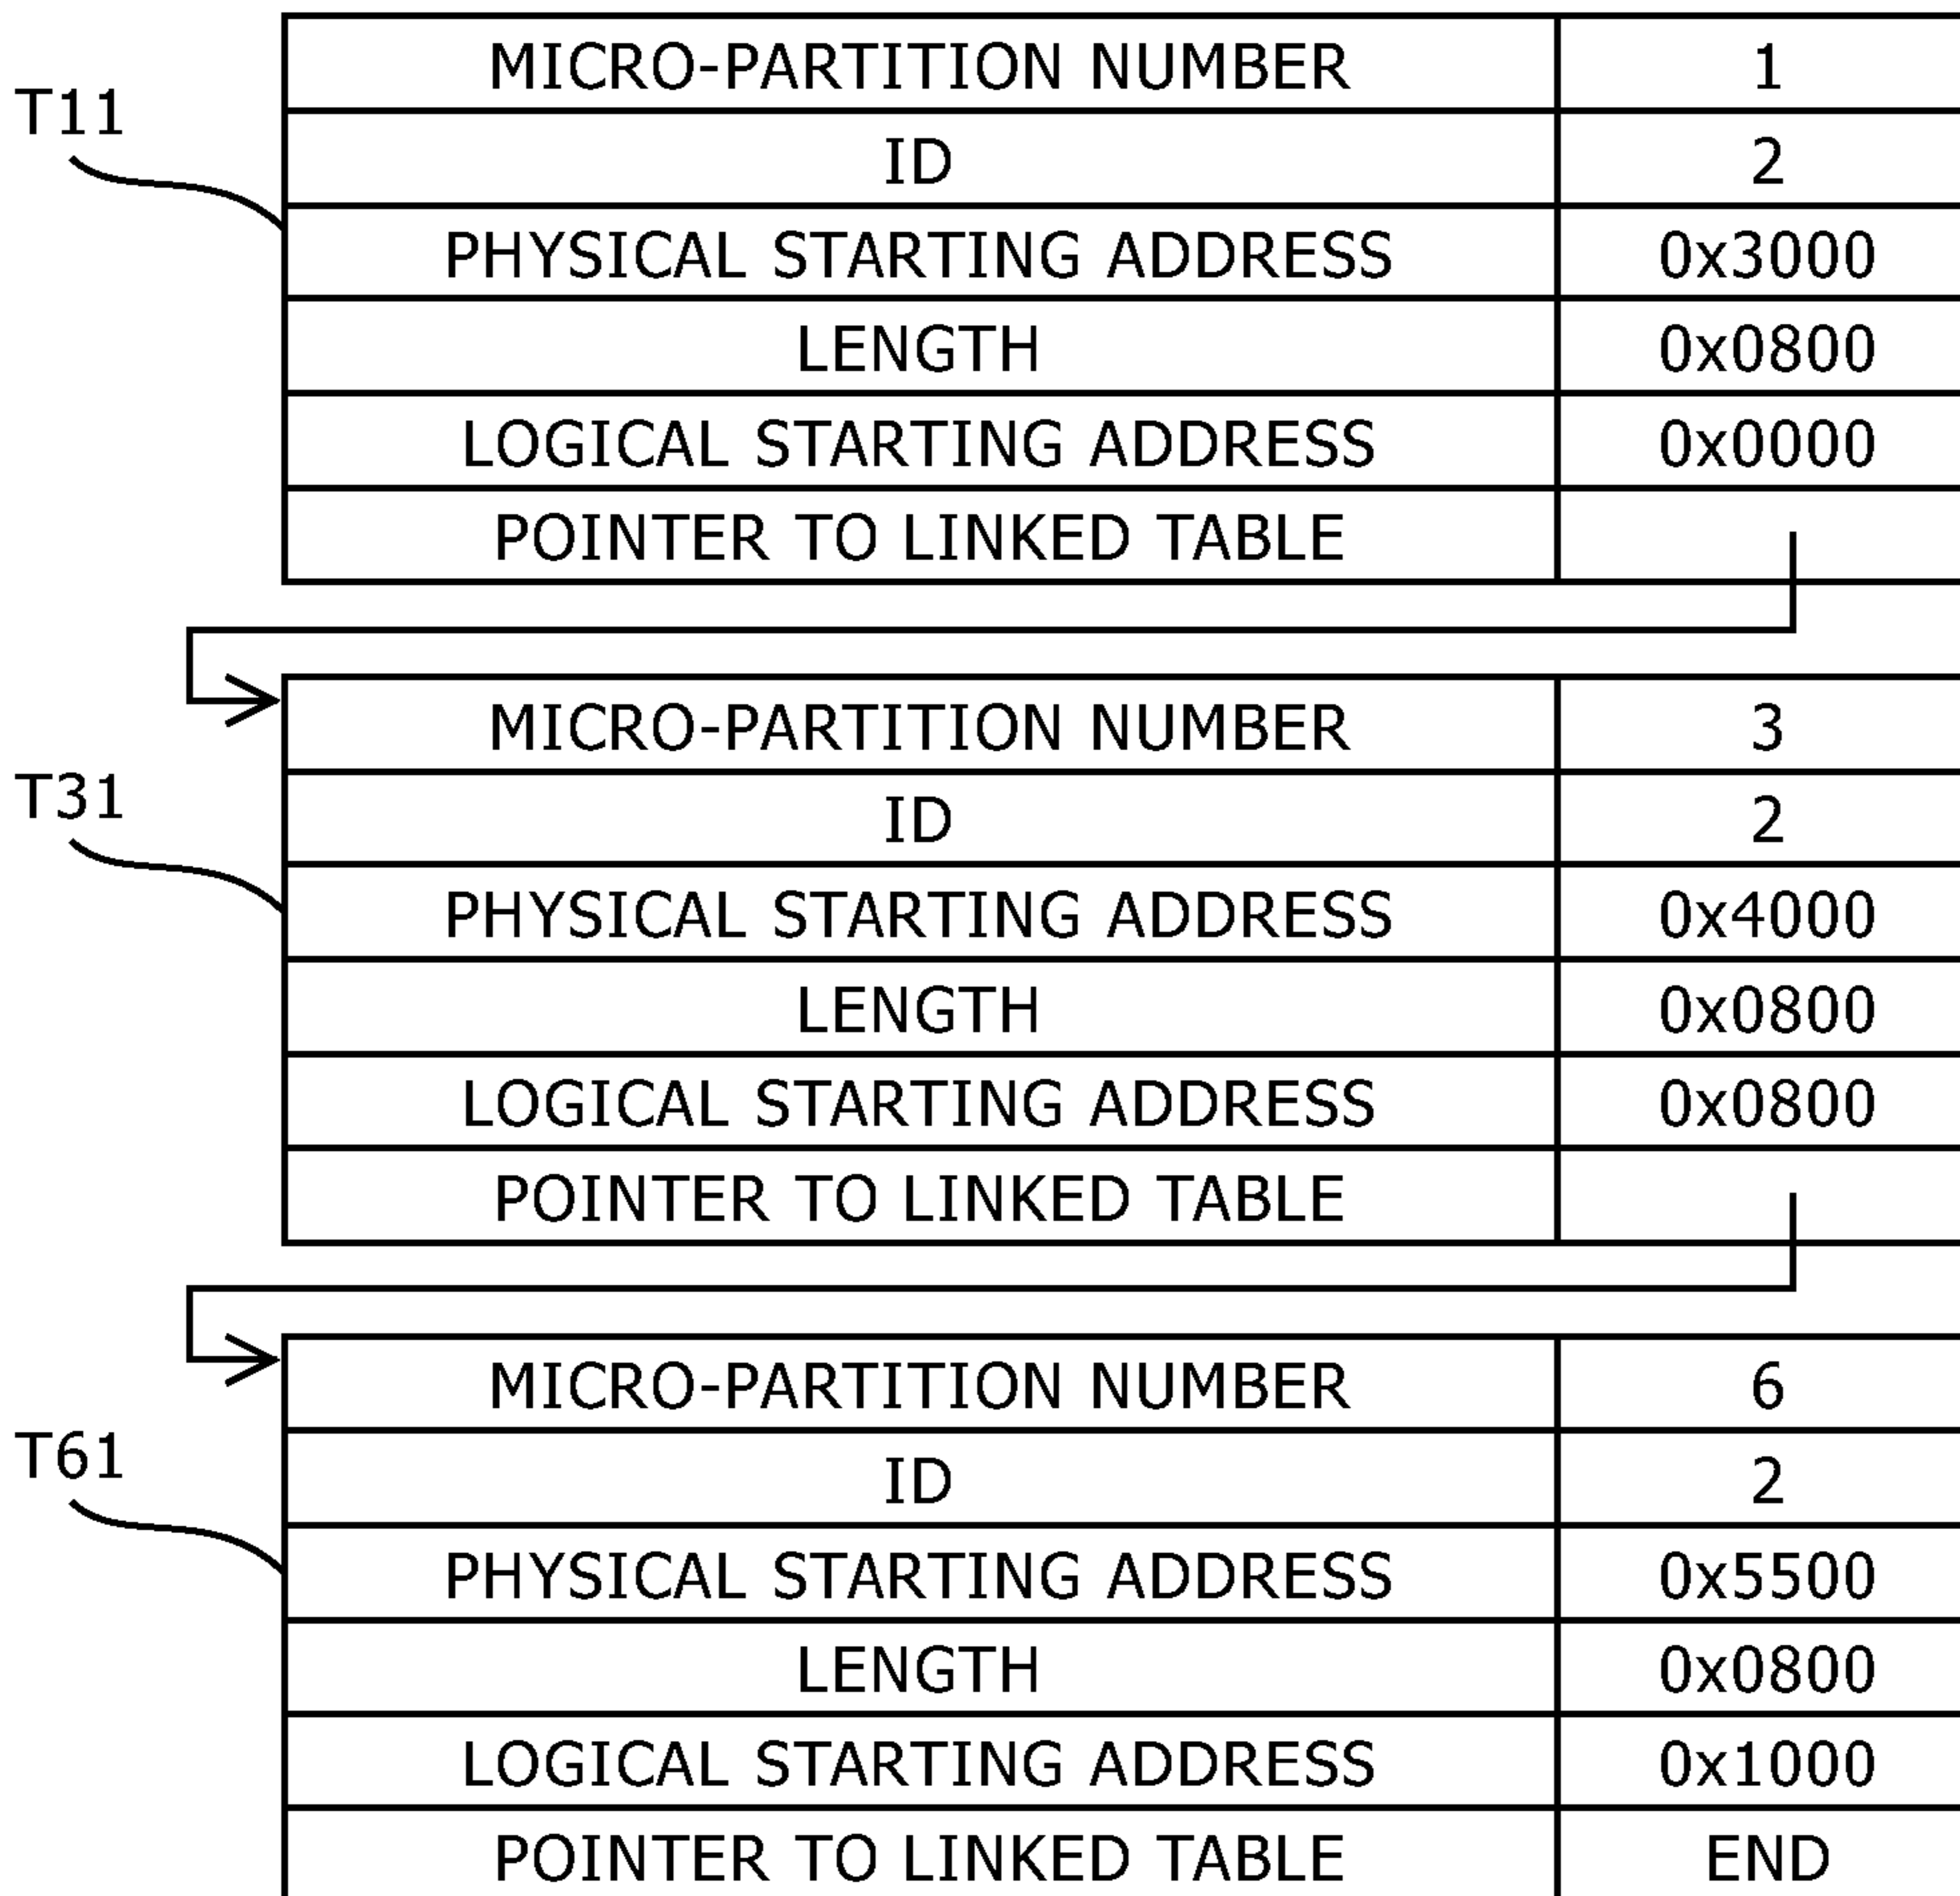 MICRO-PARTITION NUMBER 1
T11
ID 2
PHYSICAL STARTING ADDRESS 0x3000
LENGTH 0x0800
LOGICAL STARTING ADDRESS 0x0000
POINTER TO LINKED TABLE
MICRO-PARTITION NUMBER 3
T31
ID 2
PHYSICAL STARTING ADDRESS 0x4000
LENGTH 0x0800
LOGICAL STARTING ADDRESS 0x0800
POINTER TO LINKED TABLE
MICRO-PARTITION NUMBER 6
T61
ID 2
PHYSICAL STARTING ADDRESS 0x5500
LENGTH 0x0800
LOGICAL STARTING ADDRESS 0x1000
POINTER TO LINKED TABLE END